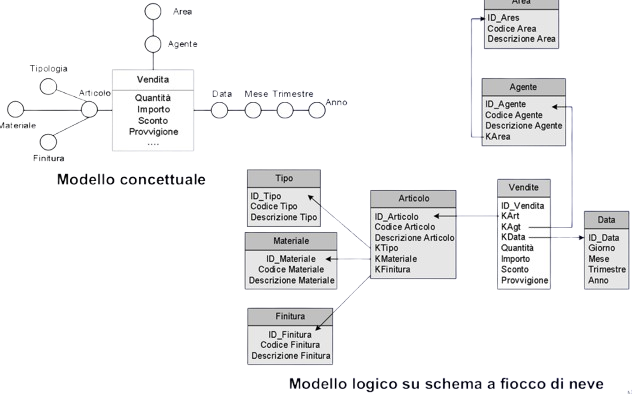 Area
Agente
Tipologia
Articolo
Materiale
Finitura
Vendita
Quantità
Importo
Sconto
Provvigione
....
Data Mese Trimestre Anno
Modello concettuale
Area
ID_Ares
Codice Area
Descrizione Area
Agente
ID_Agente
Codice Agente
Descrizione Agente
KArea
Tipo
ID_Tipo
Codice Tipo
Descrizione Tipo
Materiale
ID_Materiale
Codice Materiale
Descrizione Materiale
Finitura
ID_Finitura
Codice Finitura
Descrizione Finitura
Articolo
ID_Articolo
Codice Articolo
Descrizione Articolo
KTipo
KMateriale
KFinitura
Vendite
ID_Vendita
KArt
KAgt
KData
Quantità
Importo
Sconto
Provvigione
Data
ID_Data
Giorno
Mese
Trimestre
Anno
Modello logico su schema a fiocco di neve